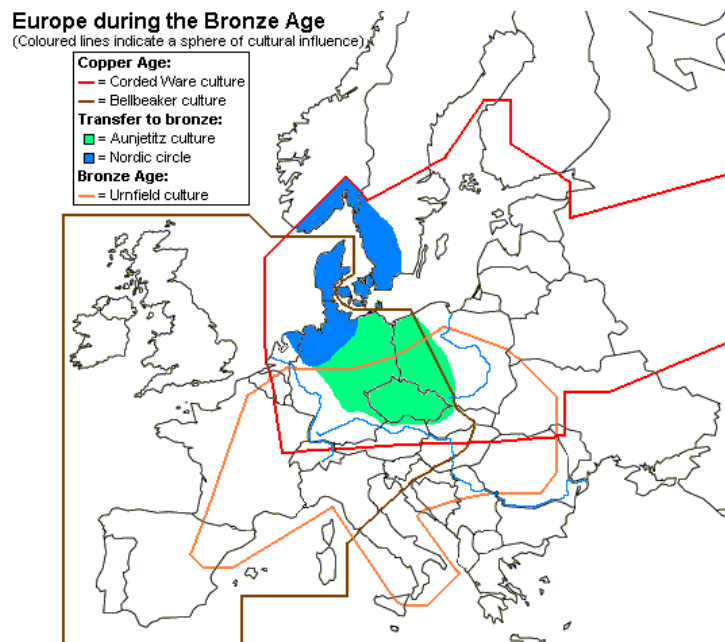 Europe during the Bronze Age
(Coloured lines indicate a sphere of cultural influence)
Copper Age:
= Corded Ware culture
= Bellbeaker culture
Transfer to bronze:
= Aunjetitz culture
= Nordic circle
Bronze Age:
= Urnfield culture